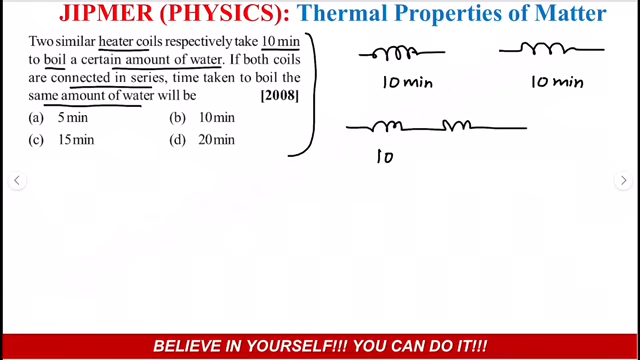 JIPMER (PHYSICS): Thermal Properties of Matter
Two similar heater coils respectively take 10 min
to boil a certain amount of water. If both coils
are connected in series, time taken to boil the
same amount of water will be [2008]
(a) 5 min (b) 10 min
(c) 15 min (d) 20 min
10 min 10 min
10
BELIEVE IN YOURSELF!!! YOU CAN DO IT!!!